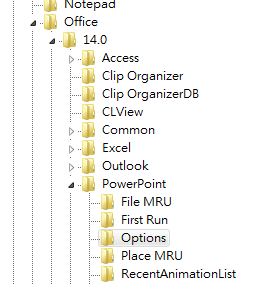 Notepad
Office
14.0
Access
Clip Organizer
Clip OrganizerDB
CLView
Common
Excel
Outlook
PowerPoint
File MRU
First Run
Options
Place MRU
RecentAnimationList